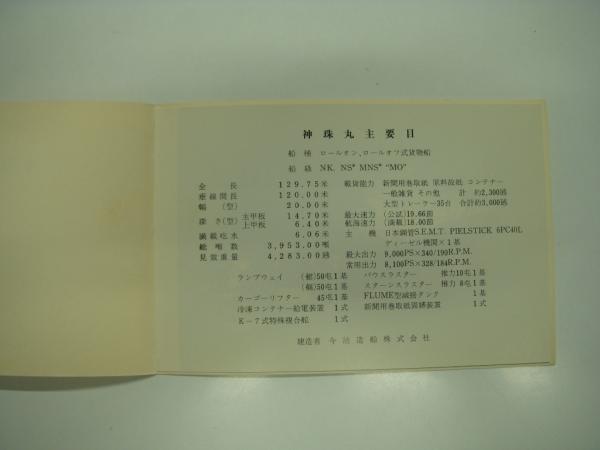 神珠丸主要目
船種 ロールオン、ロールオフ式貨物船
船級 NK. NS* MNS* "MO"
全長 129.75米 載貨能力 新聞用巻取紙 原料故紙 コンテナー
垂線間長 120.00米 一般雑貨 その他 計 約2,300瓲
幅 (型) 20.00米 大型トレーラー35台 合計約3,000瓲
深さ(型) 主甲板 14.70米 最大速力 (公試) 19.66節
上甲板 6.40米 航海速力 (満載) 18.00節
満載吃水 6.06米 主機 日本鋼管S.E.M.T. PIELSTICK 6PC40L
総噸数 3,953.00噸 ディーゼル機関×1基
見載重量 4,283.00瓲 最大出力 9,000PS×340/190R.P.M.
常用出力 8,100PS×328/184R.P.M.
ランプウェイ (船)50屯1基 バウスラスター 推力10屯1基
(船)50屯1基 スターンスラスター 推力 8屯1基
カーゴーリフター 45屯1基 FLUME型減揺タンク 1基
冷凍コンテナー給電装置 1式 新聞用巻取紙固縛装置 1式
K-7式特殊複合舵 1式
建造者 今治造船株式会社